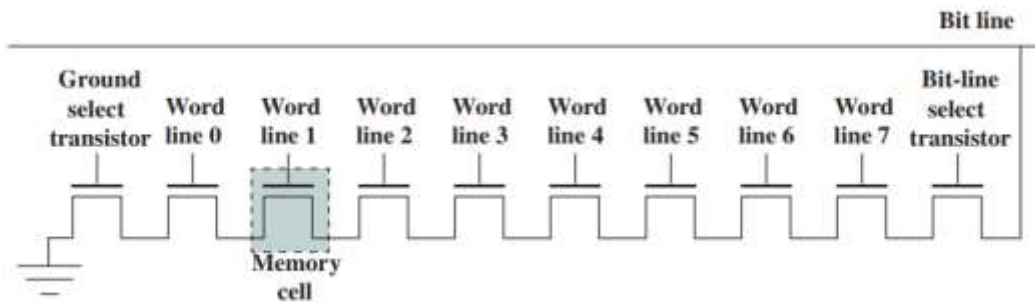 Bit line
Ground select transistor
Word line 0
Word line 1
Word line 2
Word line 3
Word line 4
Word line 5
Word line 6
Word line 7
Bit-line select transistor
Memory cell